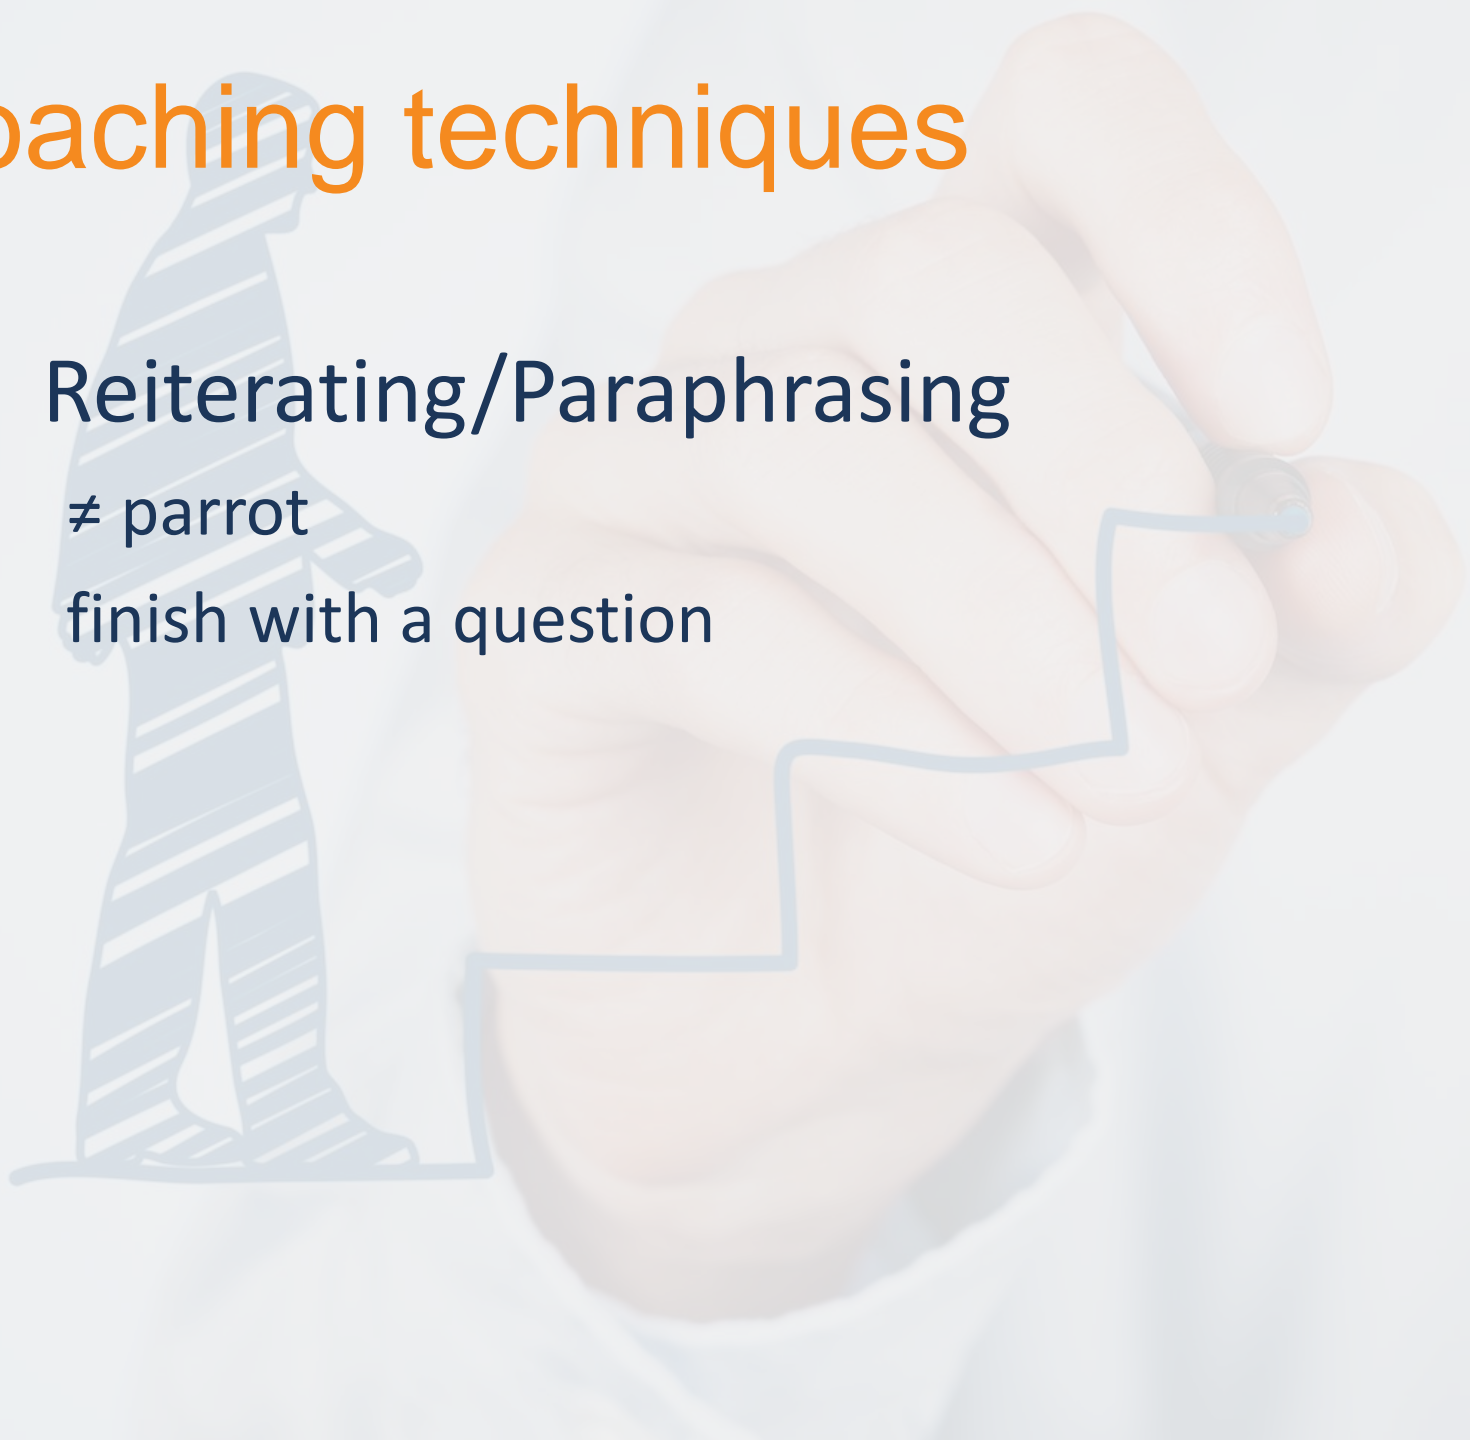 oaching techniques
Reiterating/Paraphrasing
≠ parrot
finish with a question